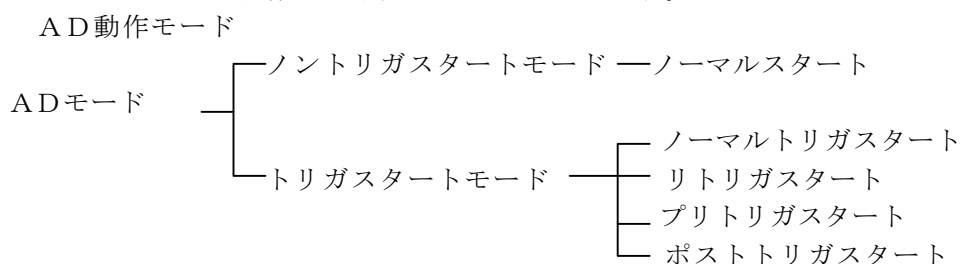 ＡＤ動作モード
ノントリガスタートモード ノーマルスタート
ＡＤモード
ノーマルトリガスタート
トリガスタートモード リトリガスタート
プリトリガスタート
ポストトリガスタート